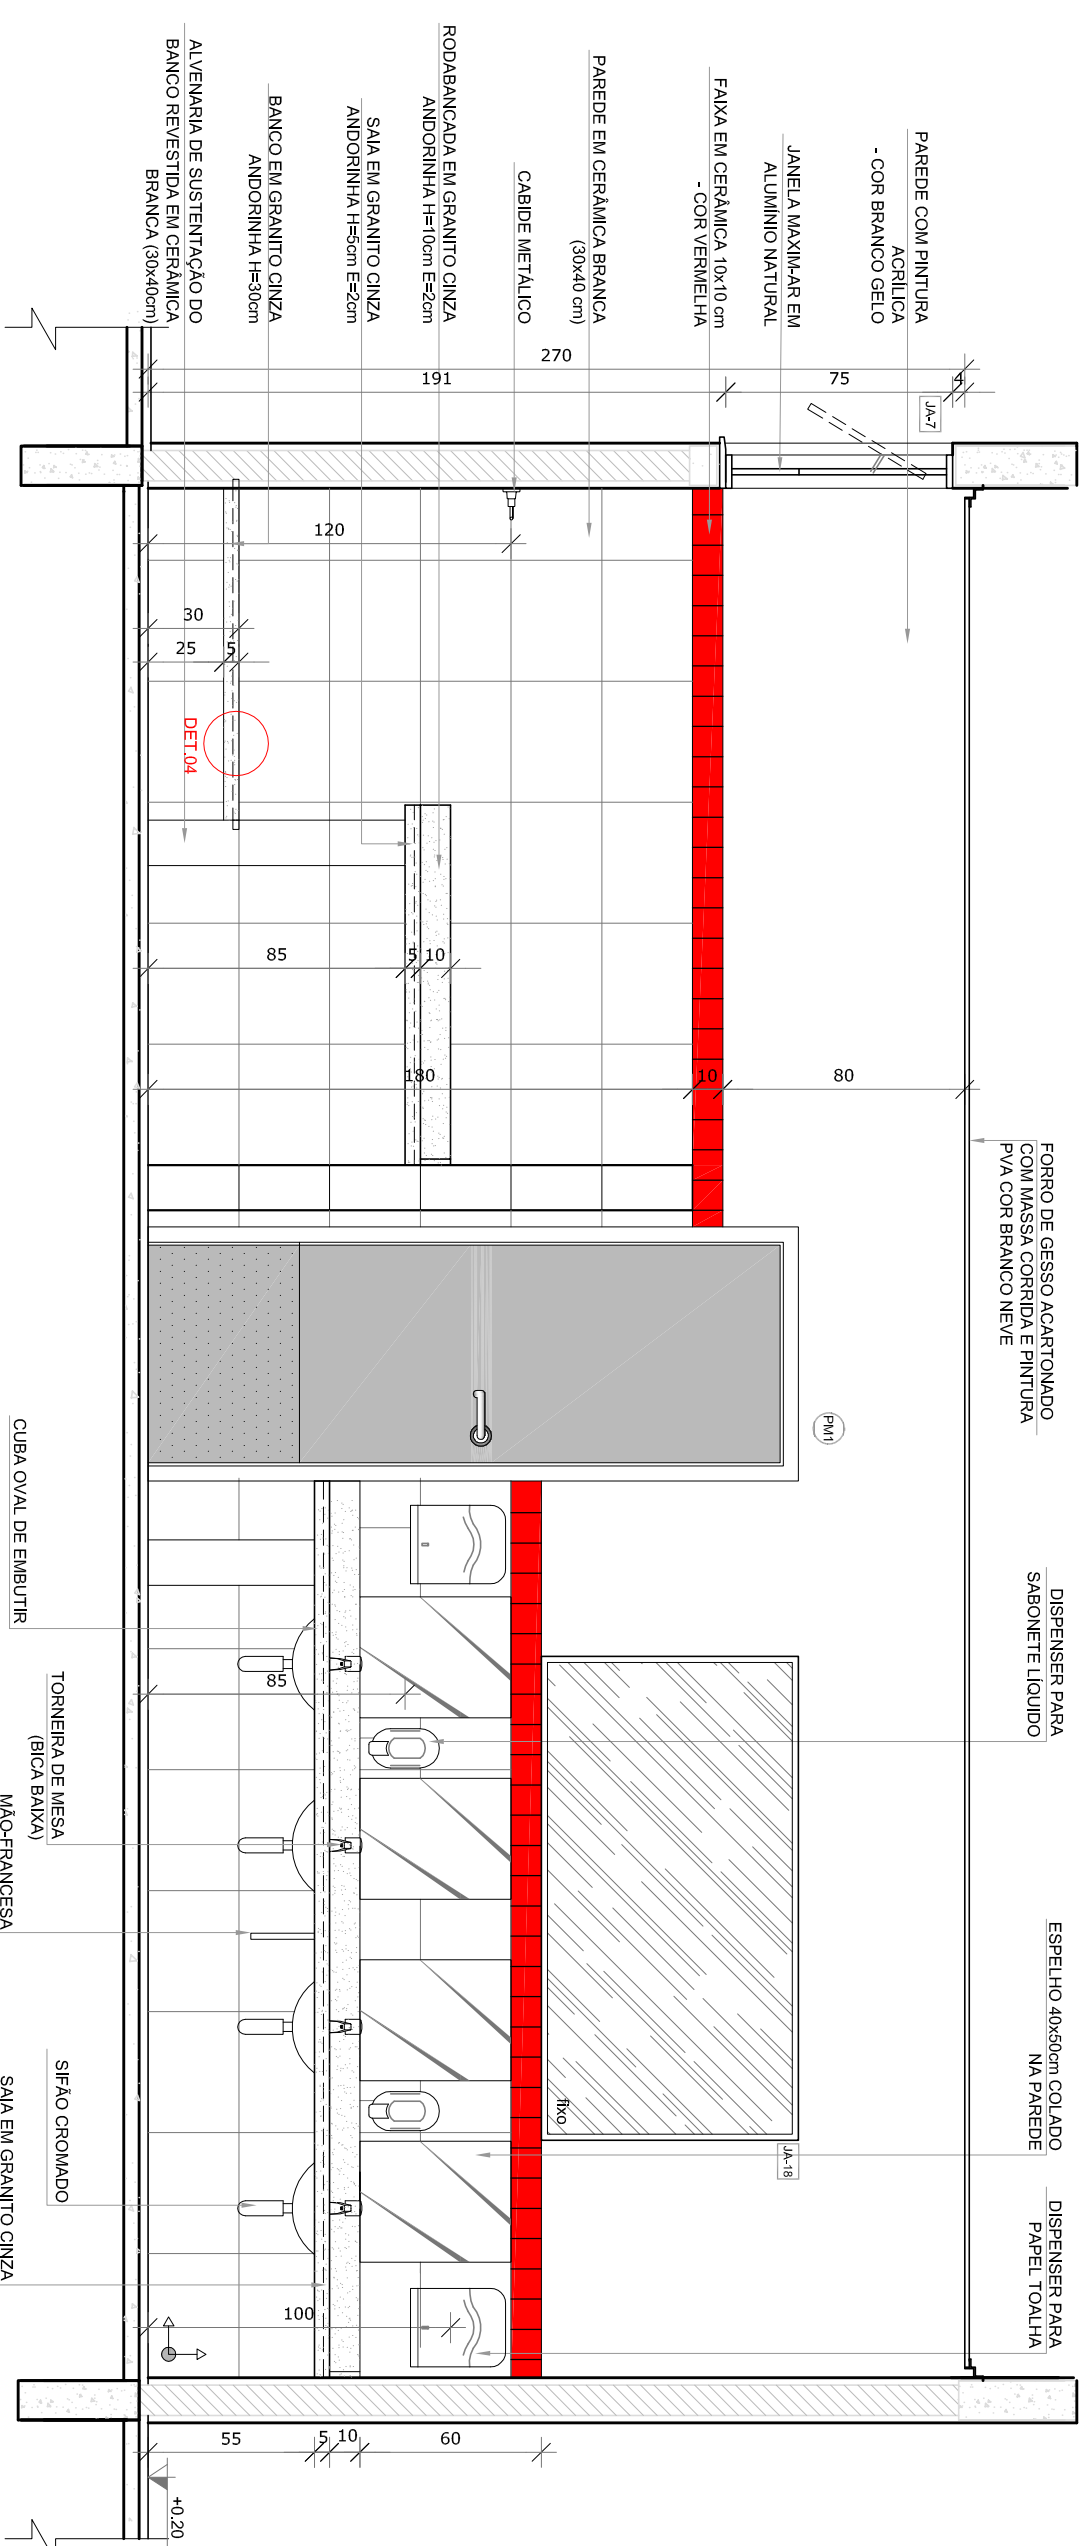 PAREDE COM PINTURA
ACRÍLICA
- COR BRANCO GELO
JANELA MAXIM-AR EM
ALUMÍNIO NATURAL
FAIXA EM CERÂMICA 10x10 cm
- COR VERMELHA
PAREDE EM CERÂMICA BRANCA
(30x40 cm)
CABIDE METÁLICO
RODABANCADA EM GRANITO CINZA
ANDORINHA H=10cm E=2cm
SAIA EM GRANITO CINZA
ANDORINHA H=5cm E=2cm
BANCO EM GRANITO CINZA
ANDORINHA H=30cm
ALVENARIA DE SUSTENTAÇÃO DO
BANCO REVESTIDA EM CERÂMICA
BRANCA (30x40cm)
270
191
75
4
JA-7
120
30
25
5
DET.04
85
5
10
180
10
80
FORRO DE GESSO ACARTONADO
COM MASSA CORRIDA E PINTURA
PVA COR BRANCO NEVE
PM1
DISPENSER PARA
SABONETE LÍQUIDO
ESPELHO 40x50cm COLADO
NA PAREDE
DISPENSER PARA
PAPEL TOALHA
fixo
JA-18
85
100
CUBA OVAL DE EMBUTIR
TORNEIRA DE MESA
(BICA BAIXA)
MÃO-FRANCESA
SIFÃO CROMADO
SAIA EM GRANITO CINZA
55
5
10
60
+0.20